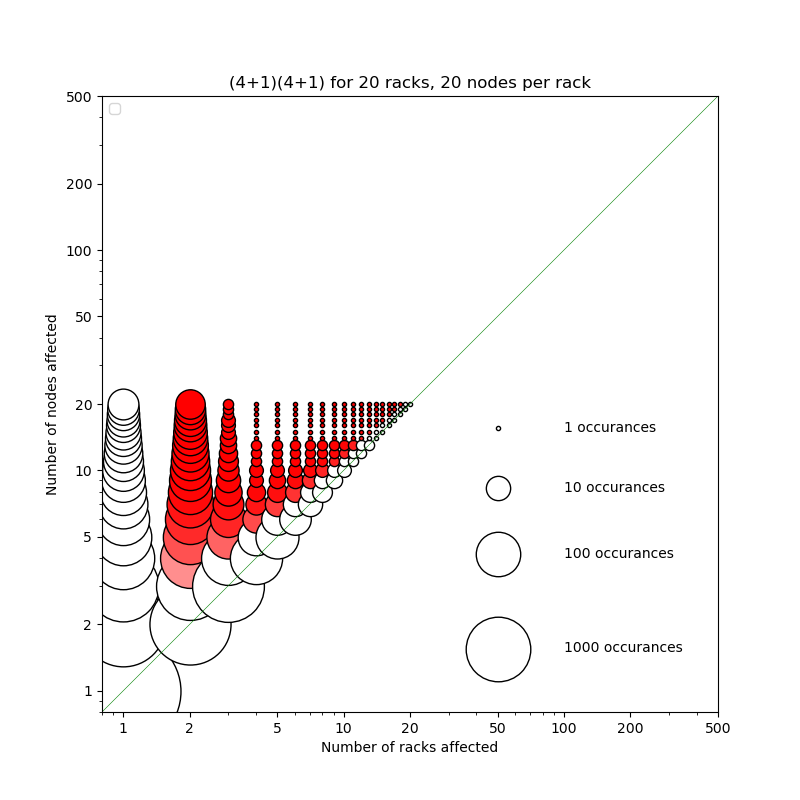 (4+1)(4+1) for 20 racks, 20 nodes per rack
500
200
100
50
20
10
5
2
1
Number of nodes affected
1 occurances
10 occurances
100 occurances
1000 occurances
1 2 5 10 20 50 100 200 500
Number of racks affected